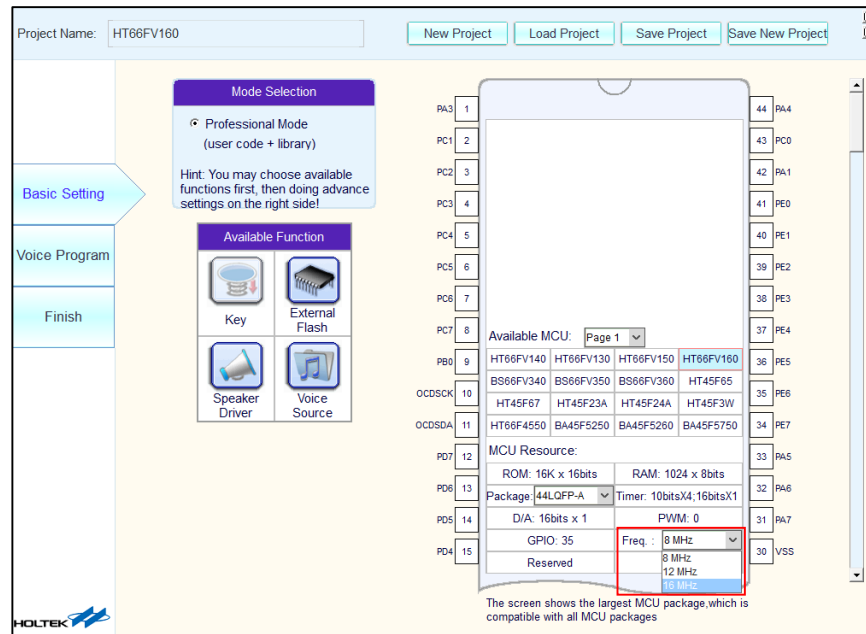 Project Name: HT66FV160
New Project Load Project Save Project Save New Project
Basic Setting
Voice Program
Finish
Mode Selection
Professional Mode
(user code + library)
Hint: You may choose available
functions first, then doing advance
settings on the right side!
Available Function
Key
External
Flash
Speaker
Driver
Voice
Source
PA3 1
PC1 2
PC2 3
PC3 4
PC4 5
PC5 6
PC6 7
PC7 8
PB0 9
OCDSCK 10
OCDSDA 11
PD7 12
PD6 13
PD5 14
PD4 15
Available MCU: Page 1
HT66FV140 HT66FV130 HT66FV150 HT66FV160
BS66FV340 BS66FV350 BS66FV360 HT45F65
HT45F67 HT45F23A HT45F24A HT45F3W
HT66F4550 BA45F5250 BA45F5260 BA45F5750
MCU Resource:
ROM: 16K x 16bits RAM: 1024 x 8bits
Package: 44LQFP-A Timer: 10bitsX4;16bitsX1
D/A: 16bits x 1 PWM: 0
GPIO: 35 Freq. : 8 MHz
Reserved
8 MHz
12 MHz
16 MHz
44 PA4
43 PC0
42 PA1
41 PE0
40 PE1
39 PE2
38 PE3
37 PE4
36 PE5
35 PE6
34 PE7
33 PA5
32 PA6
31 PA7
30 VSS
The screen shows the largest MCU package,which is
compatible with all MCU packages
HOLTEK